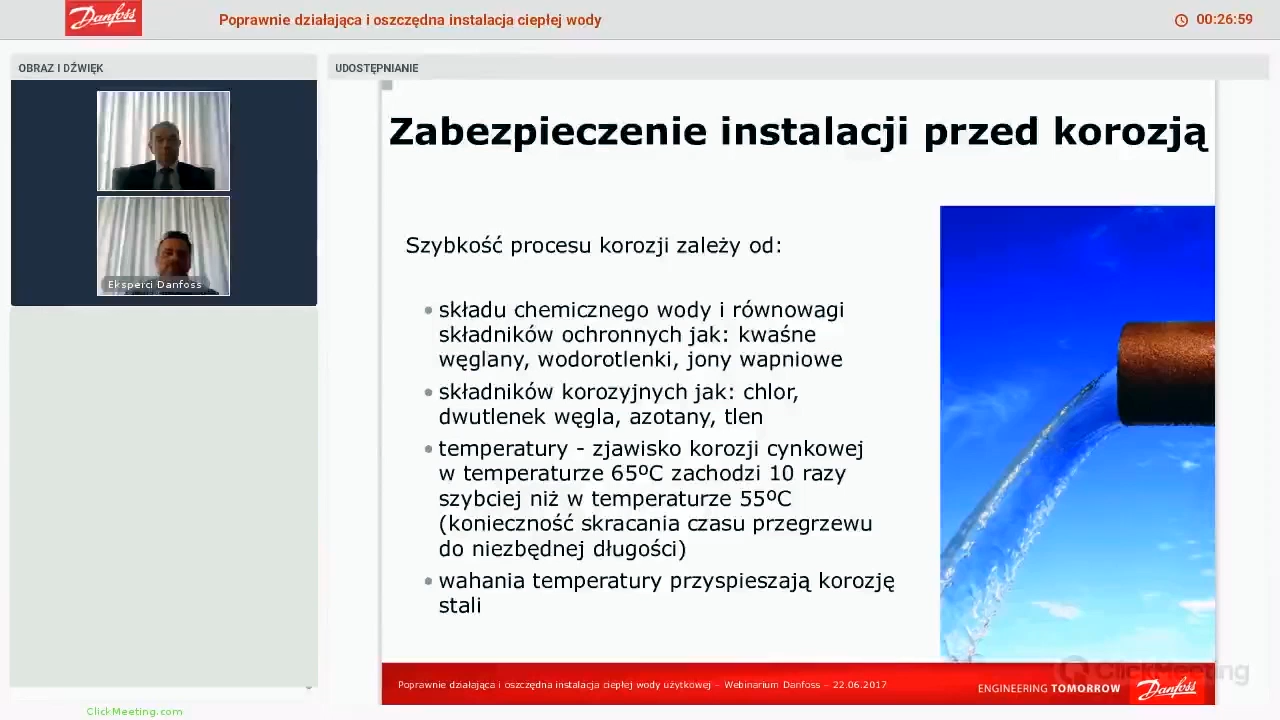 Danfoss
Poprawnie działająca i oszczędna instalacja ciepłej wody
00:26:59
OBRAZ I DŹWIĘK
UDOSTĘPNIANIE
Eksperci Danfoss
Zabezpieczenie instalacji przed korozją
Szybkość procesu korozji zależy od:
• składu chemicznego wody i równowagi
składników ochronnych jak: kwaśne
węglany, wodorotlenki, jony wapniowe
• składników korozyjnych jak: chlor,
dwutlenek węgla, azotany, tlen
• temperatury - zjawisko korozji cynkowej
w temperaturze 65ºC zachodzi 10 razy
szybciej niż w temperaturze 55ºC
(konieczność skracania czasu przegrzewu
do niezbędnej długości)
• wahania temperatury przyspieszają korozję
stali
ClickMeeting
Poprawnie działająca i oszczędna instalacja ciepłej wody użytkowej – Webinarium Danfoss – 22.06.2017
ENGINEERING TOMORROW
Danfoss
ClickMeeting.com